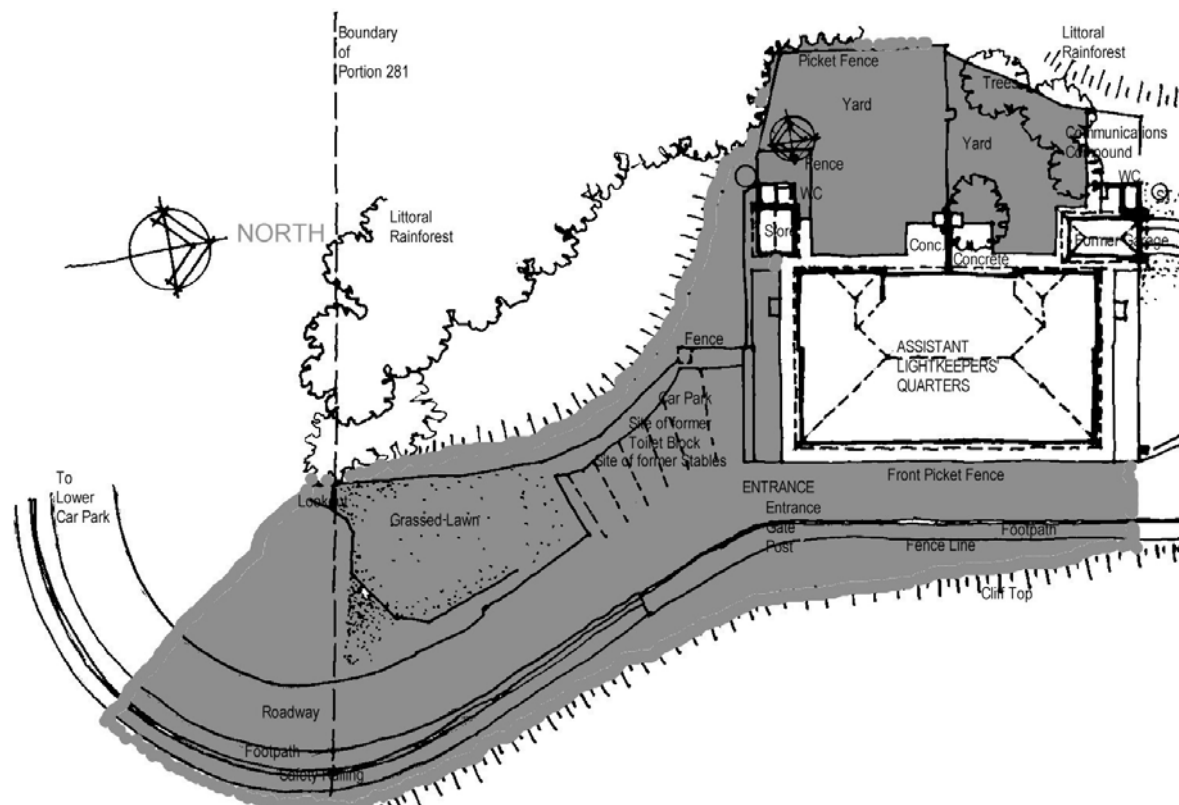 Boundary
of
Portion 281
Littoral
Rainforest
Picket Fence
Trees
Yard
Communications
Compound
Yard
Fence
WC
WC
ST
NORTH
Littoral
Rainforest
Store
Conc.
Concrete
Former Garage
Fence
ASSISTANT
LIGHTKEEPERS'
QUARTERS
Car Park
Site of former
Toilet Block
Site of former Stables
Front Picket Fence
To
Lower
Car Park
Lookout
Grassed Lawn
ENTRANCE
Entrance
Gate
Post
Footpath
Fence Line
Cliff Top
Roadway
Footpath
Safety Railing